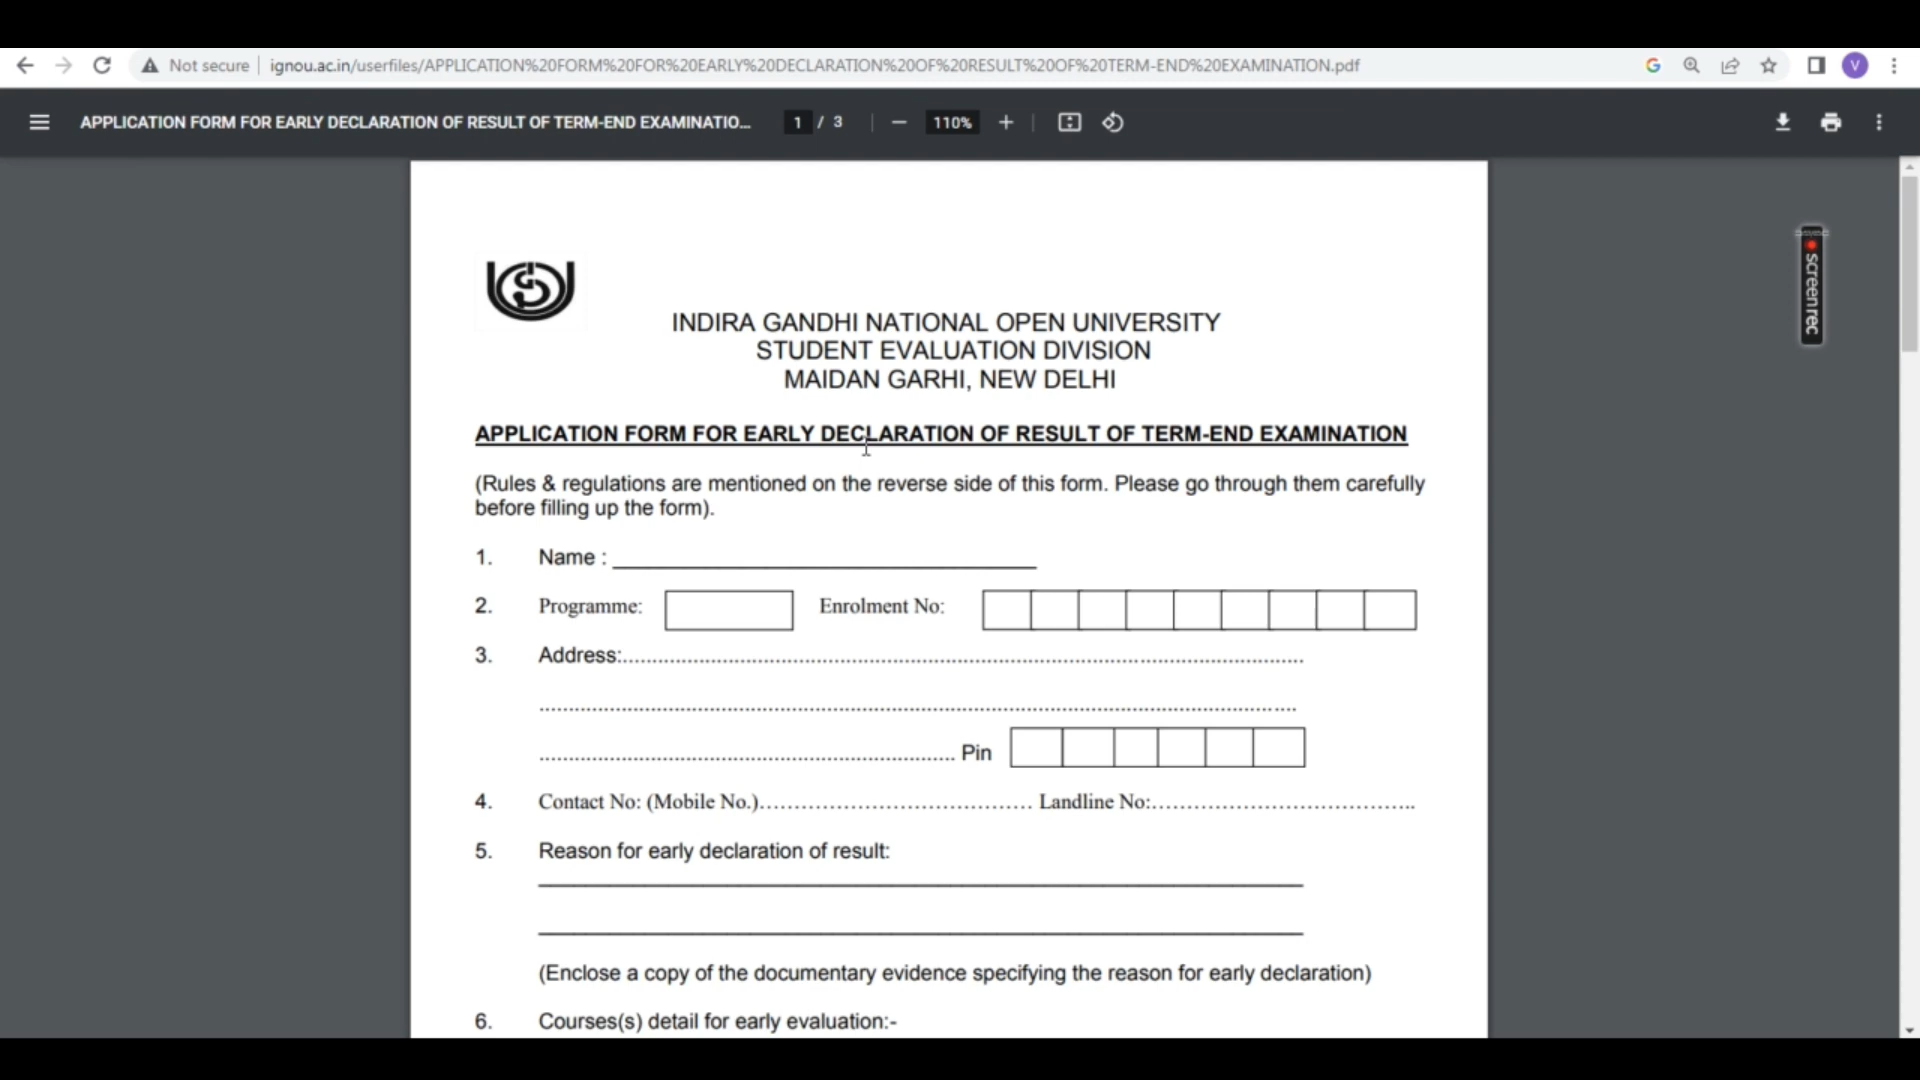 Not secure
ignou.ac.in/userfiles/APPLICATION%20FORM%20FOR%20EARLY%20DECLARATION%20OF%20RESULT%20OF%20TERM-END%20EXAMINATION.pdf
V
APPLICATION FORM FOR EARLY DECLARATION OF RESULT OF TERM-END EXAMINATIO...
1 / 3
110%
screenrec
INDIRA GANDHI NATIONAL OPEN UNIVERSITY
STUDENT EVALUATION DIVISION
MAIDAN GARHI, NEW DELHI
APPLICATION FORM FOR EARLY DECLARATION OF RESULT OF TERM-END EXAMINATION
(Rules & regulations are mentioned on the reverse side of this form. Please go through them carefully
before filling up the form).
1. Name :
2. Programme: Enrolment No:
3. Address:
Pin
4. Contact No: (Mobile No.) Landline No:
5. Reason for early declaration of result:
(Enclose a copy of the documentary evidence specifying the reason for early declaration)
6. Courses(s) detail for early evaluation:-